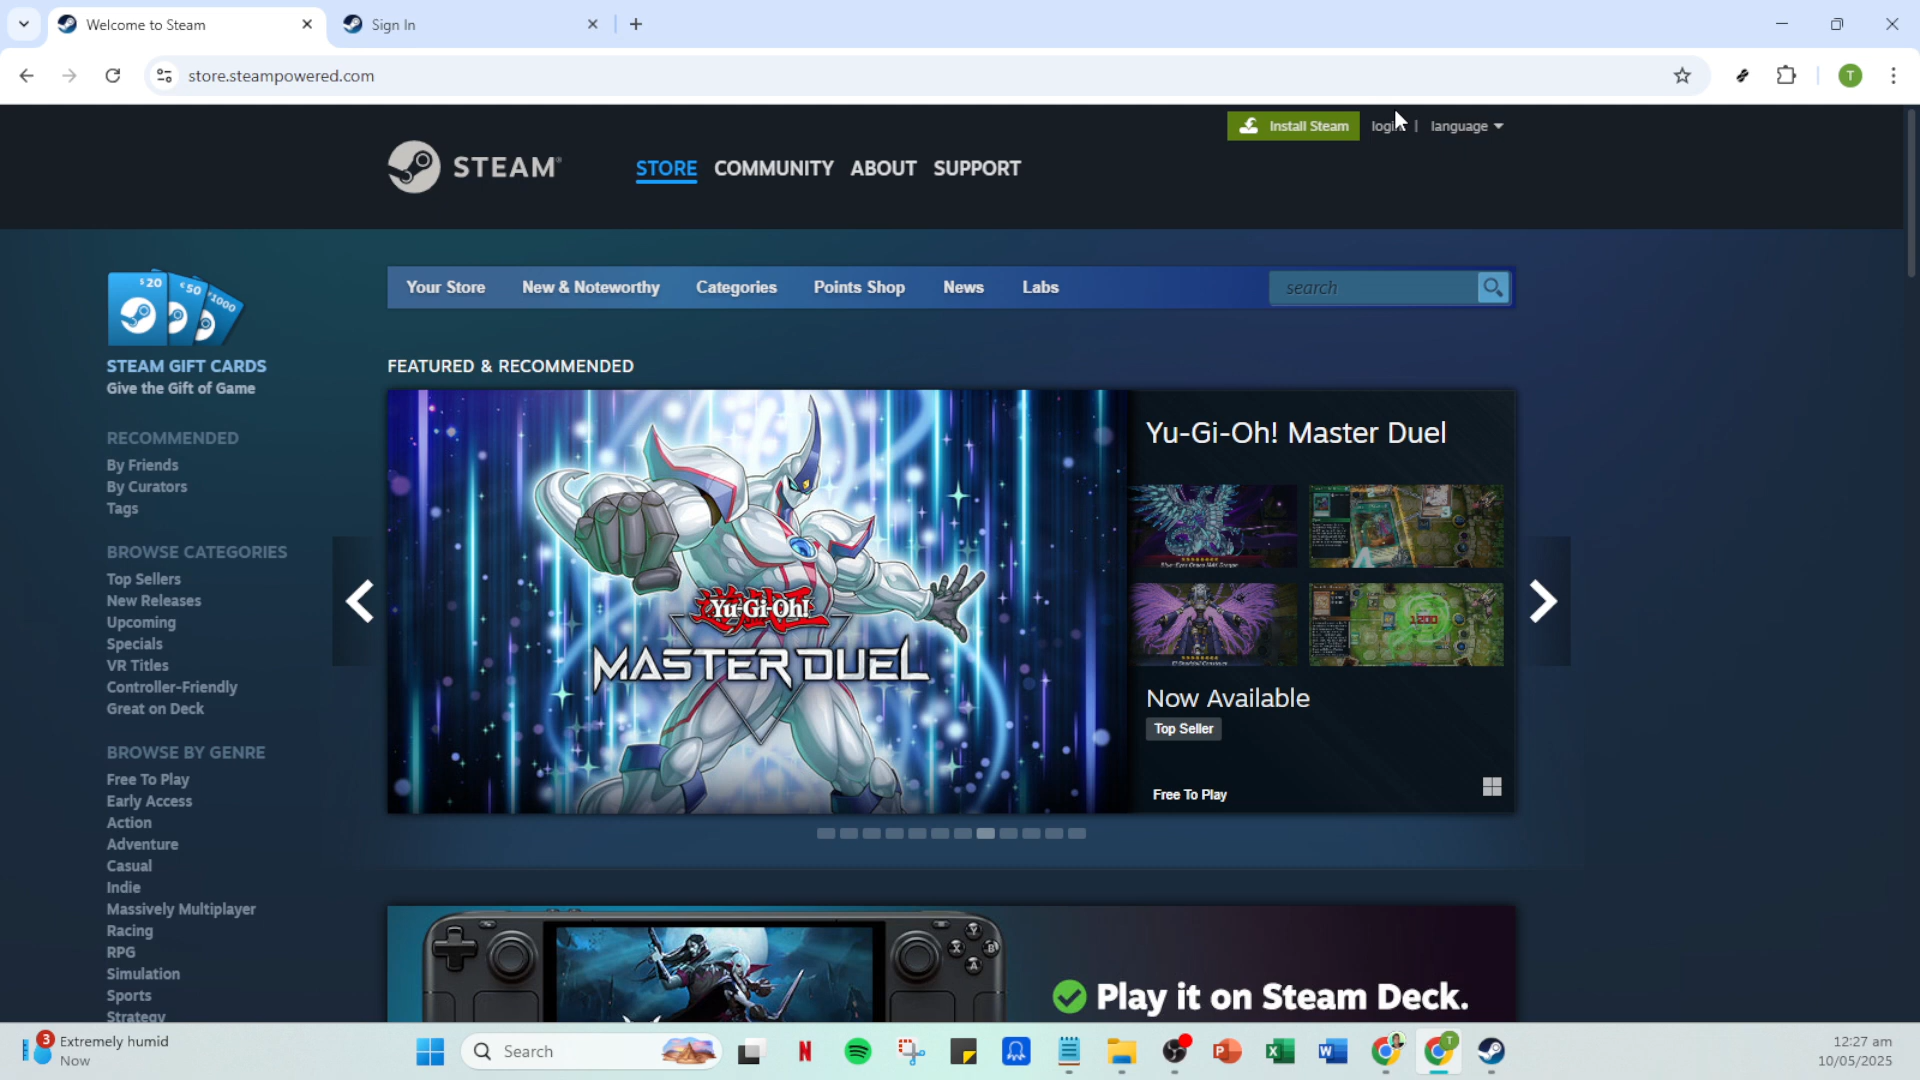 Welcome to Steam
Sign In
store.steampowered.com
T
Install Steam
login | language
STEAM®
STORE COMMUNITY ABOUT SUPPORT
$20
€50
1000
STEAM GIFT CARDS
Give the Gift of Game
Your Store New & Noteworthy Categories Points Shop News Labs
search
FEATURED & RECOMMENDED
RECOMMENDED
By Friends
By Curators
Tags
BROWSE CATEGORIES
Top Sellers
New Releases
Upcoming
Specials
VR Titles
Controller-Friendly
Great on Deck
BROWSE BY GENRE
Free To Play
Early Access
Action
Adventure
Casual
Indie
Massively Multiplayer
Racing
RPG
Simulation
Sports
Strategy
Yu-Gi-Oh!
MASTER DUEL
Yu-Gi-Oh! Master Duel
1200
Now Available
Top Seller
Free To Play
Y
X
B
A
Play it on Steam Deck.
3
Extremely humid
Now
Search
N
P
X
W
T
12:27 am
10/05/2025